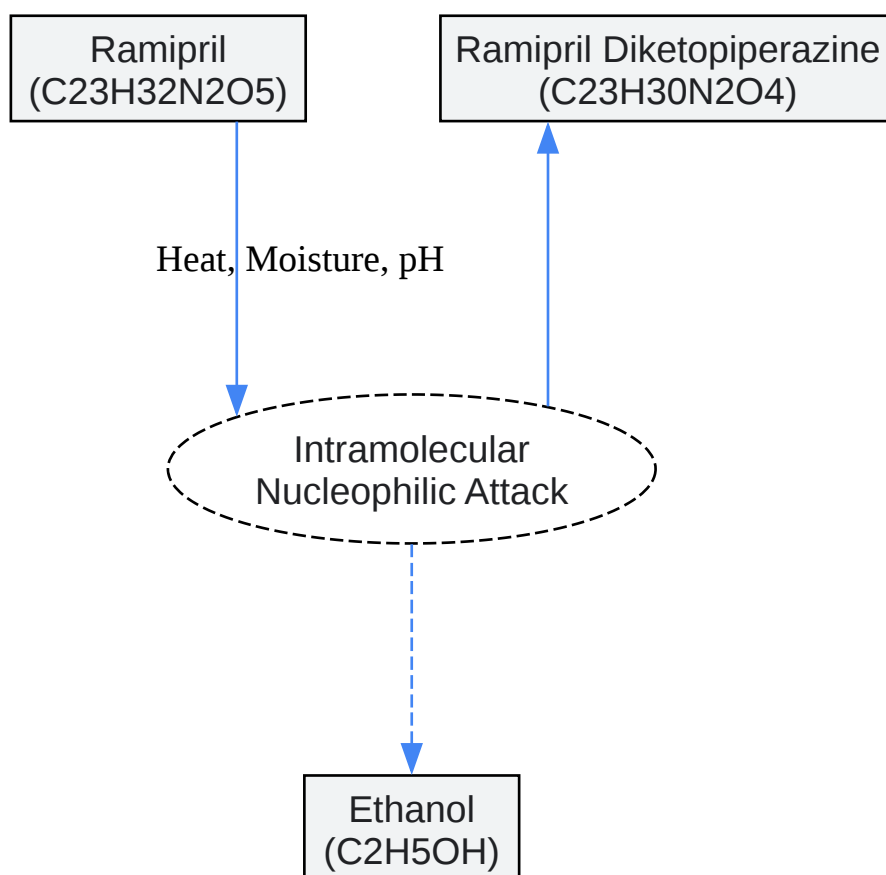 Ramipril
(C23H32N2O5)
Ramipril Diketopiperazine
(C23H30N2O4)
Heat, Moisture, pH
Intramolecular
Nucleophilic Attack
Ethanol
(C2H5OH)